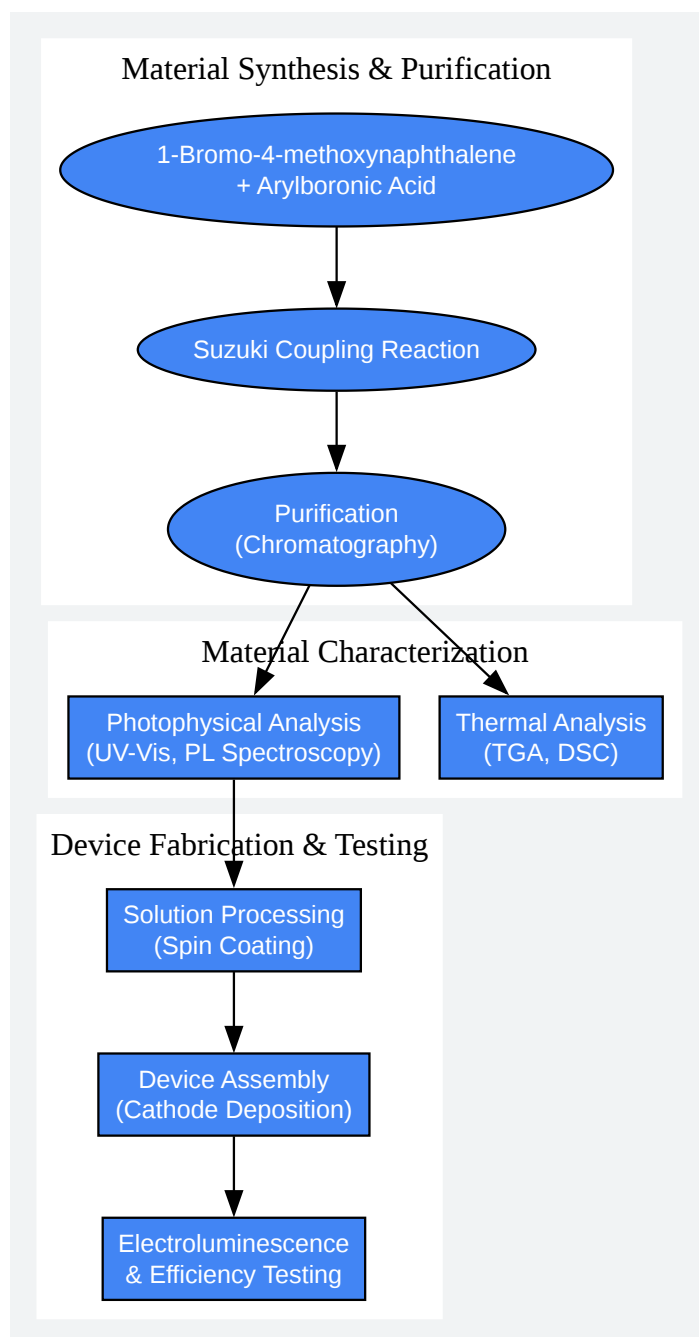 Material Synthesis & Purification
1-Bromo-4-methoxynaphthalene
+ Arylboronic Acid
Suzuki Coupling Reaction
Purification
(Chromatography)
Material Characterization
Photophysical Analysis
(UV-Vis, PL Spectroscopy)
Thermal Analysis
(TGA, DSC)
Device Fabrication & Testing
Solution Processing
(Spin Coating)
Device Assembly
(Cathode Deposition)
Electroluminescence
& Efficiency Testing